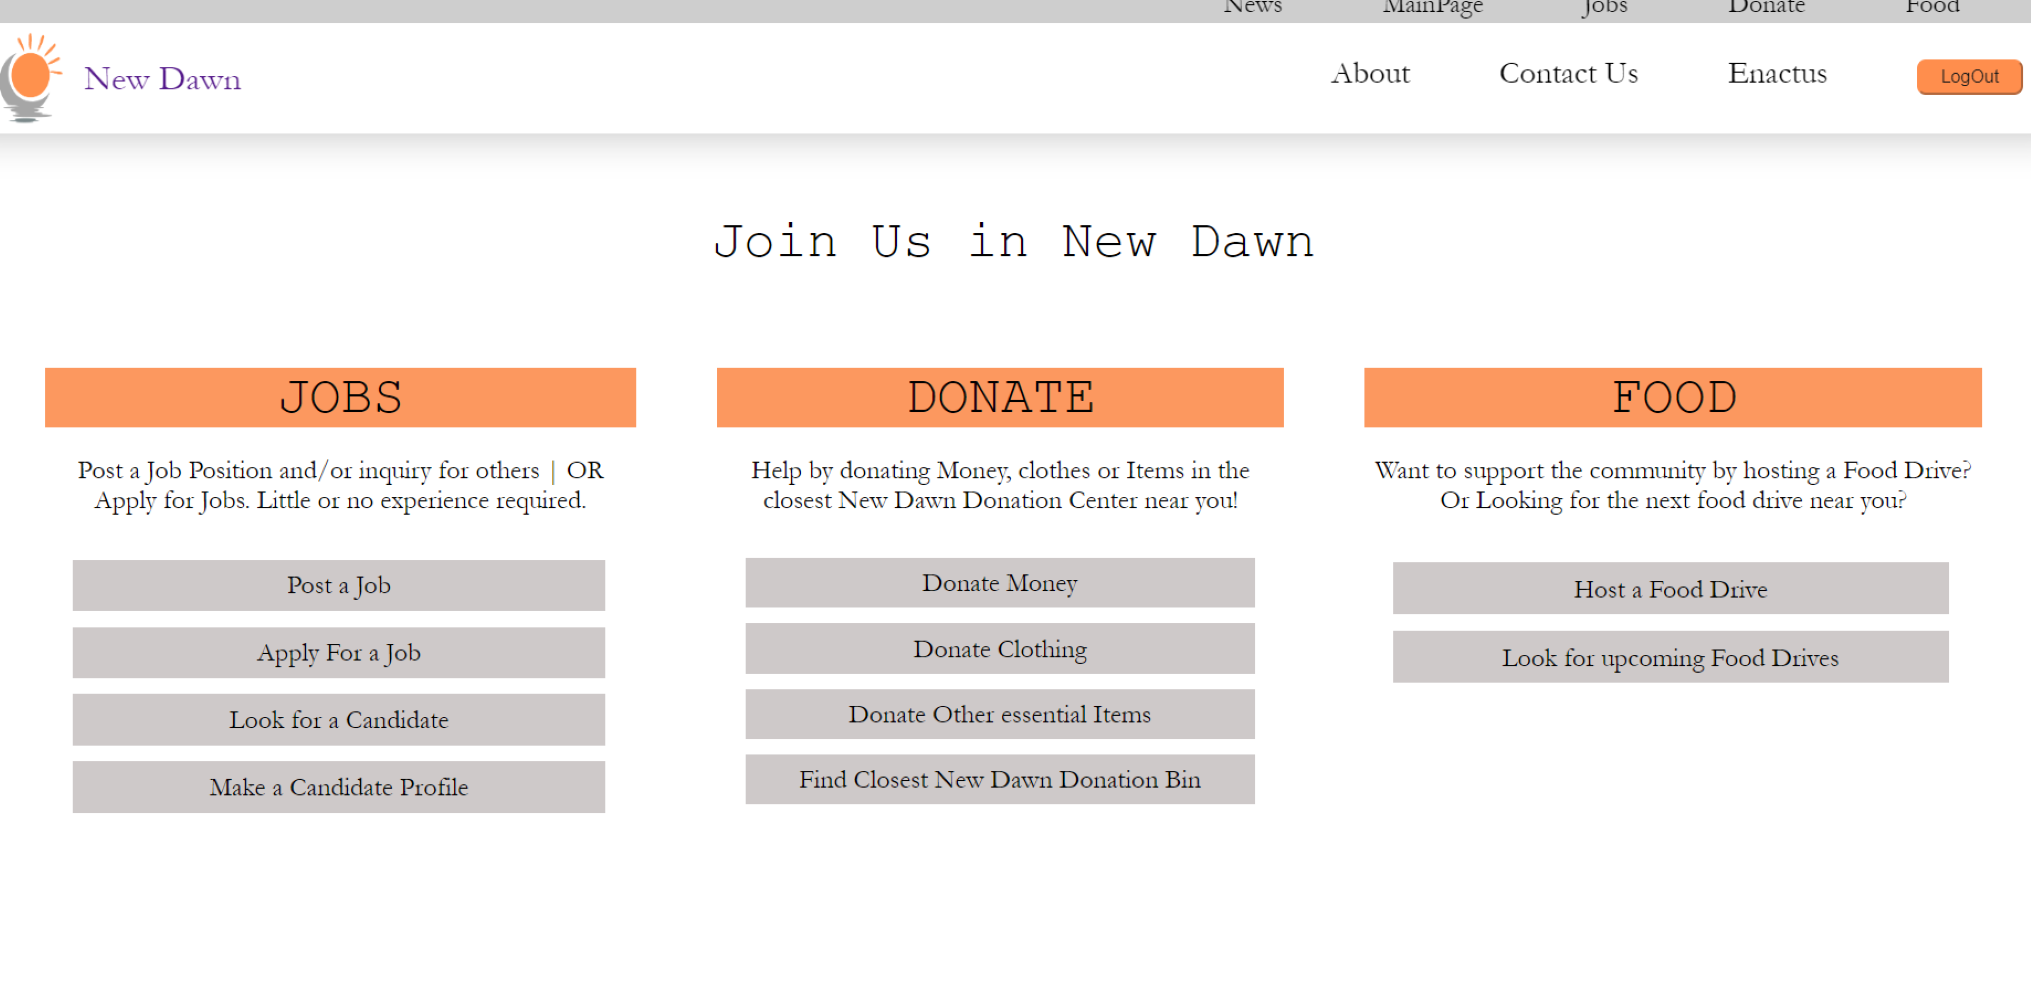 News MainPage Jobs Donate Food
New Dawn
About Contact Us Enactus LogOut
Join Us in New Dawn
JOBS
Post a Job Position and/or inquiry for others | OR
Apply for Jobs. Little or no experience required.
Post a Job
Apply For a Job
Look for a Candidate
Make a Candidate Profile
DONATE
Help by donating Money, clothes or Items in the
closest New Dawn Donation Center near you!
Donate Money
Donate Clothing
Donate Other essential Items
Find Closest New Dawn Donation Bin
FOOD
Want to support the community by hosting a Food Drive?
Or Looking for the next food drive near you?
Host a Food Drive
Look for upcoming Food Drives